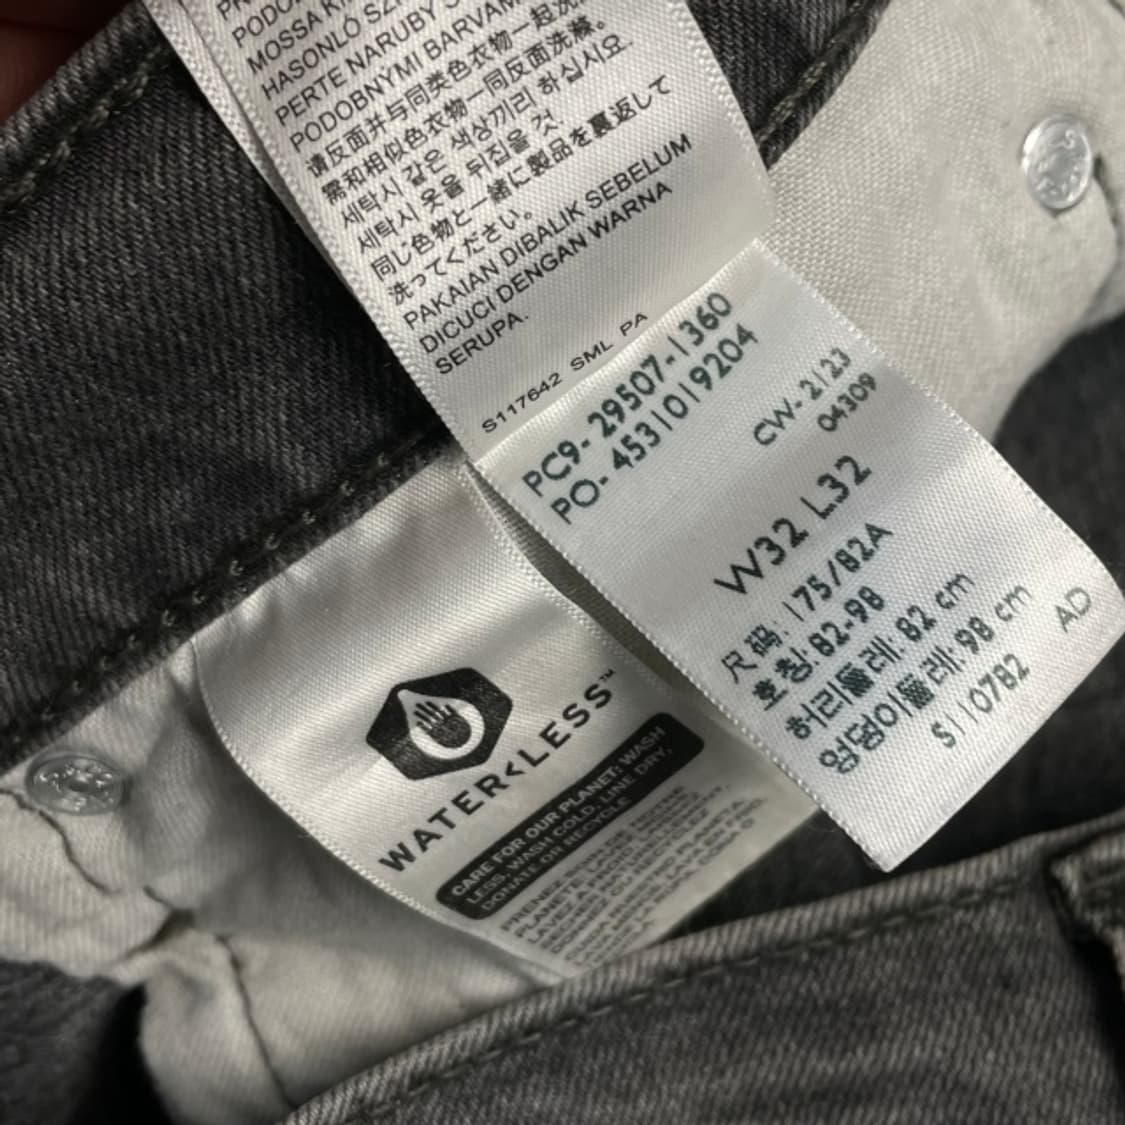 PODO
MOSSA KI
HASONLÓ SZ
PERTE NARUBY S
PODOBNYMI BARVAM
请反面并与同类色衣物一起洗
需和相似色衣物一同反面洗滌。
세탁시 같은 색상끼리 하십시요.
세탁시 옷을 뒤집을 것.
同じ色物と一緒に製品を裏返して
洗ってください。
PAKAIAN DIBALIK SEBELUM
DICUCI DENGAN WARNA
SERUPA.
S117642 SML PA
PC9- 29507-1360
PO- 4531019204
CW- 2123
04309
W32 L32
尺码: 175/82A
호칭: 82-98
허리둘레: 82 cm
엉덩이둘레: 98 cm
S110782
AD
WATER<LESS™
CARE FOR OUR PLANET: WASH
LESS, WASH COLD, LINE DRY,
DONATE OR RECYCLE